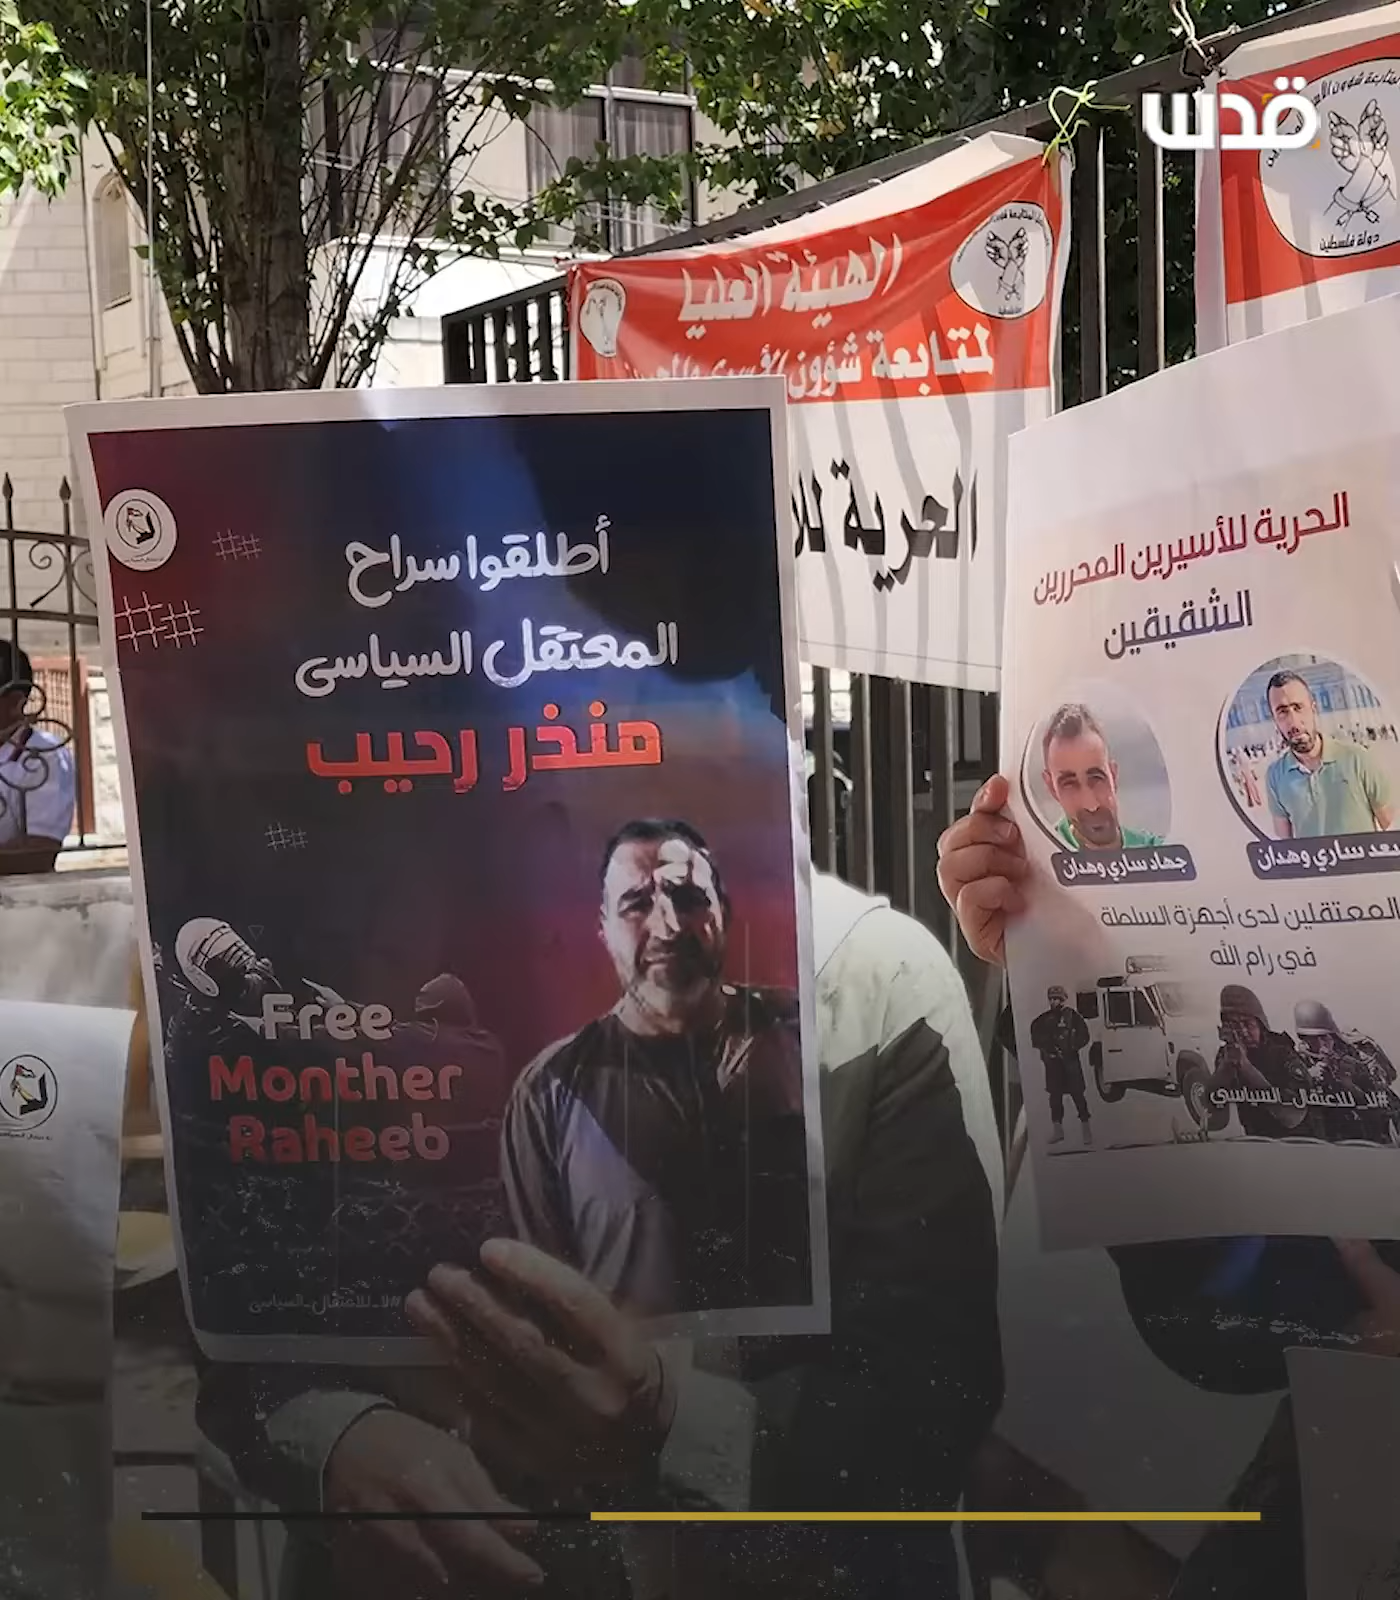 قدس
دولة فلسطين
الهيئة العليا
لمتابعة شؤون الأسرى
الحرية
أطلقوا سراح
المعتقل السياسي
منذر رحيب
Free
Monther
Raheeb
#لا_للاعتقال_السياسي
الحرية للأسيرين المحررين
الشقيقين
جهاد ساري وهدان
ساري وهدان
المعتقلين لدى أجهزة السلطة
في رام الله
#لا_للاعتقال_السياسي